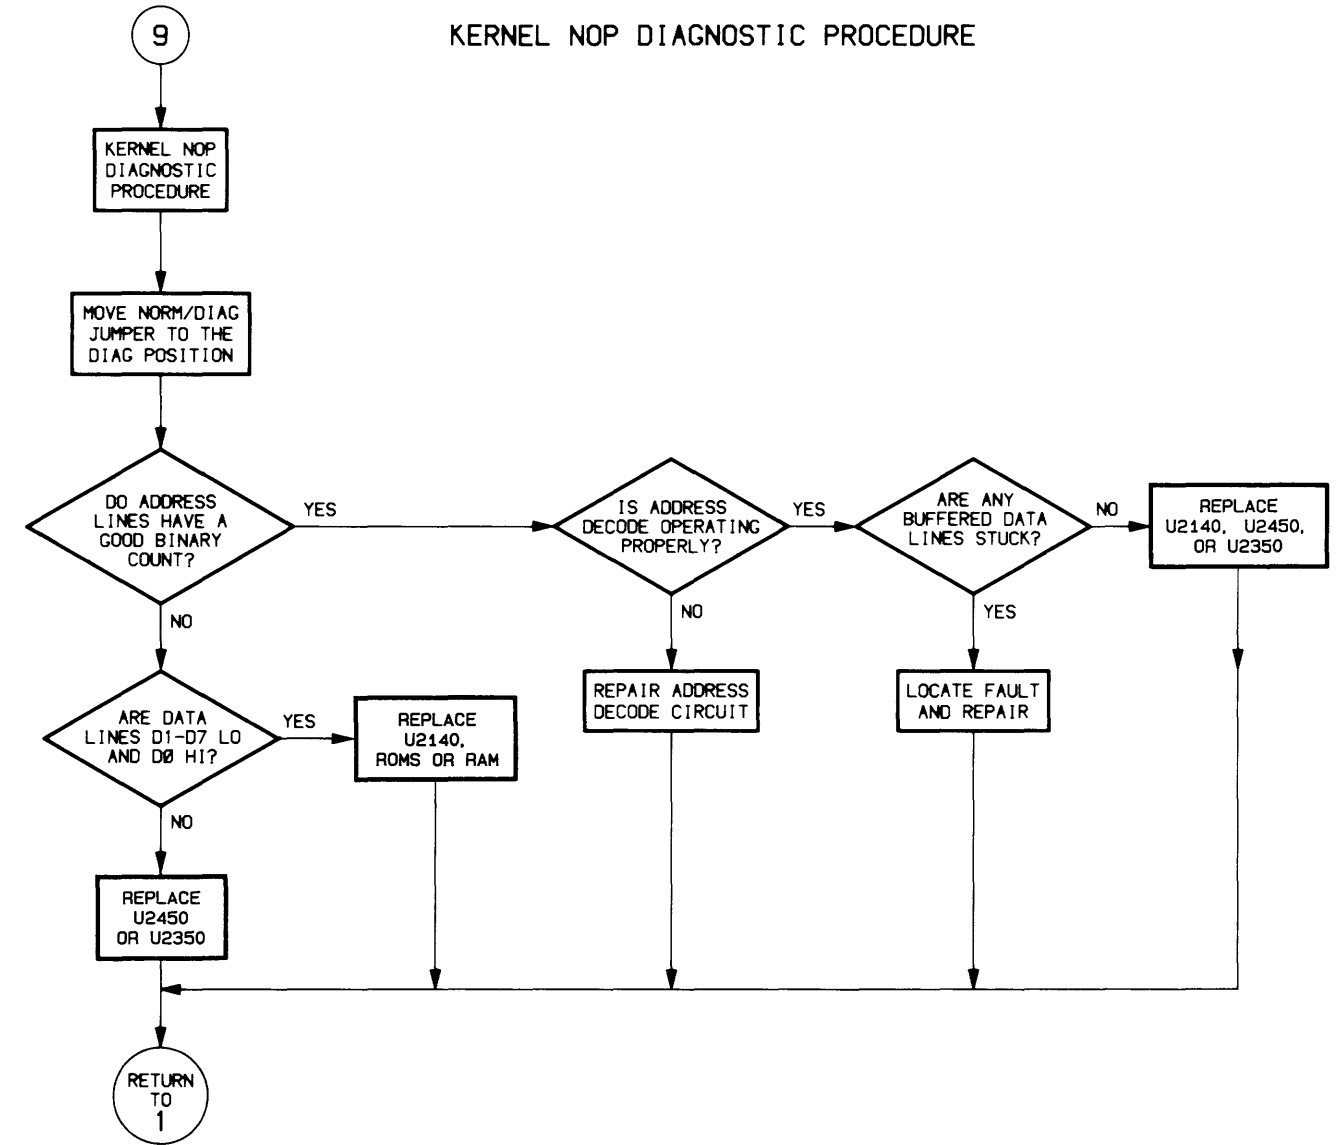 9
KERNEL NOP DIAGNOSTIC PROCEDURE
KERNEL NOP
DIAGNOSTIC
PROCEDURE
MOVE NORM/DIAG
JUMPER TO THE
DIAG POSITION
DO ADDRESS
LINES HAVE A
GOOD BINARY
COUNT?
YES
NO
IS ADDRESS
DECODE OPERATING
PROPERLY?
YES
NO
ARE ANY
BUFFERED DATA
LINES STUCK?
NO
YES
REPLACE
U2140, U2450,
OR U2350
ARE DATA
LINES D1-D7 LO
AND DØ HI?
YES
NO
REPLACE
U2140,
ROMS OR RAM
REPAIR ADDRESS
DECODE CIRCUIT
LOCATE FAULT
AND REPAIR
REPLACE
U2450
OR U2350
RETURN
TO
1